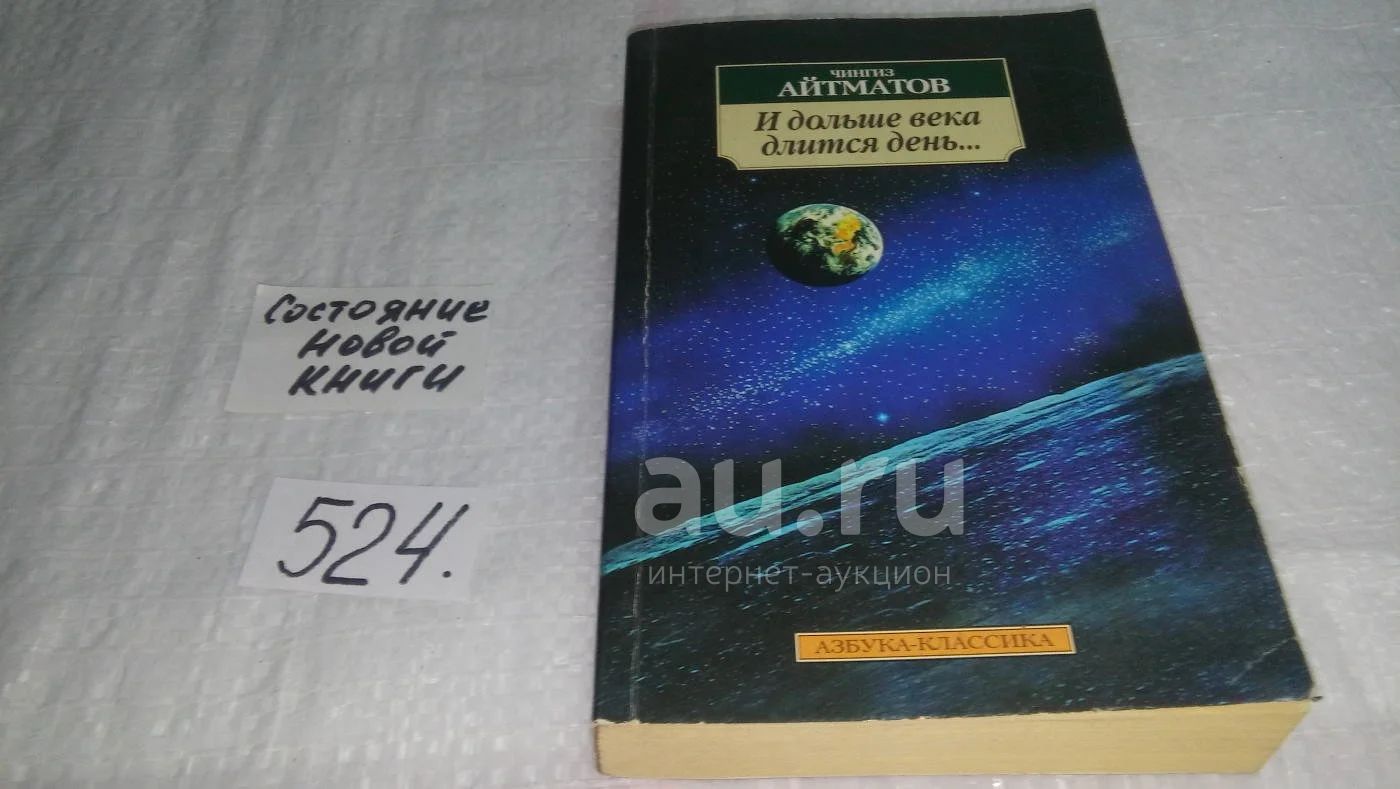 Состояние
новой
книги
524.
ЧИНГИЗ
АЙТМАТОВ
И дольше века
длится день...
au.ru
интернет-аукцион
АЗБУКА-КЛАССИКА